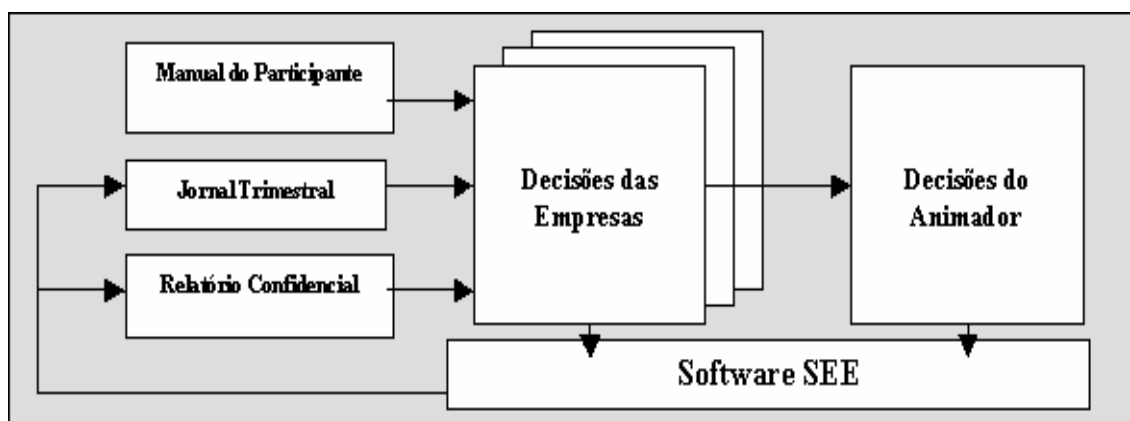 Manual do Participante
Jornal Trimestral
Relatório Confidencial
Decisões das
Empresas
Decisões do
Animador
Software SEE